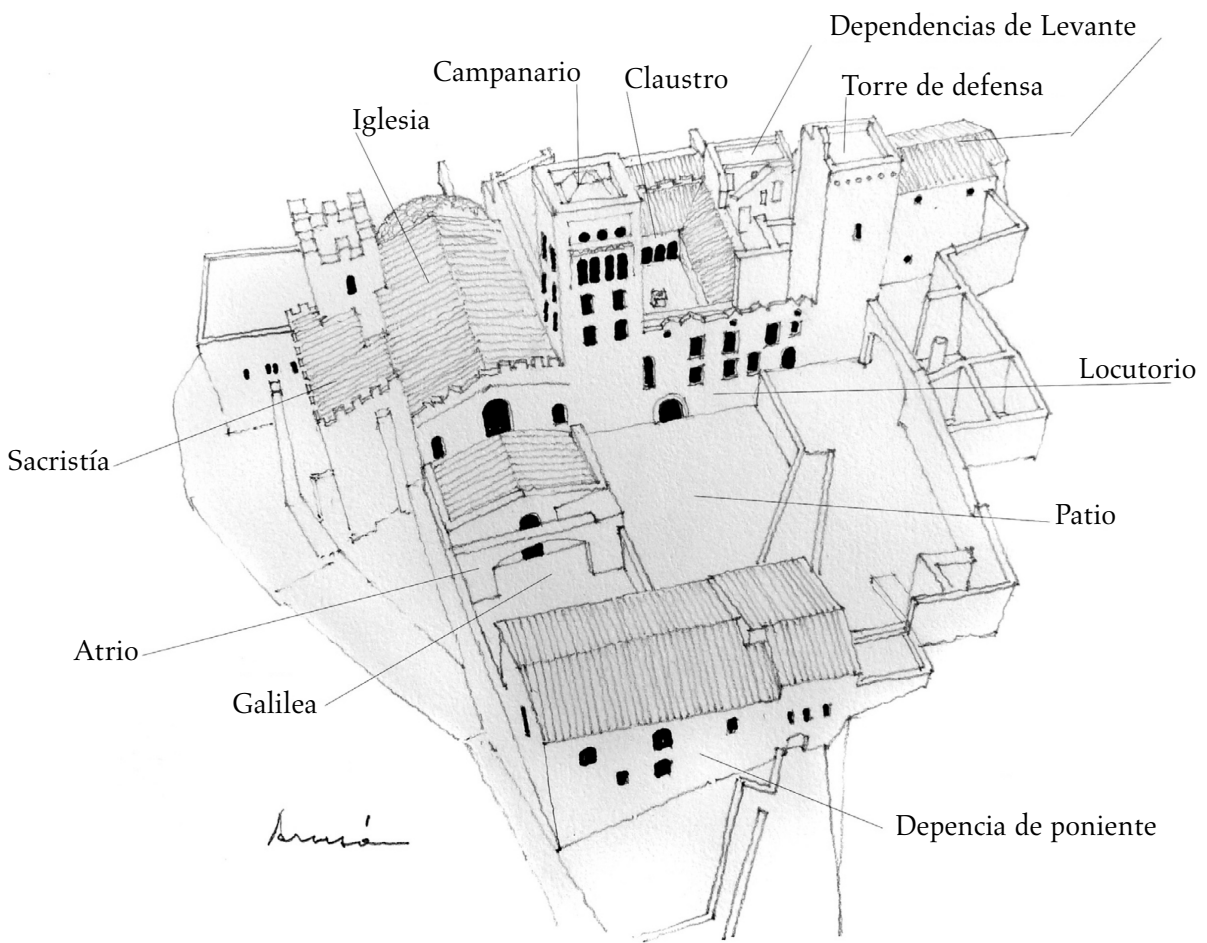 Dependencias de Levante
Campanario
Claustro
Torre de defensa
Iglesia
Locutorio
Sacristía
Patio
Atrio
Galilea
Depencia de poniente